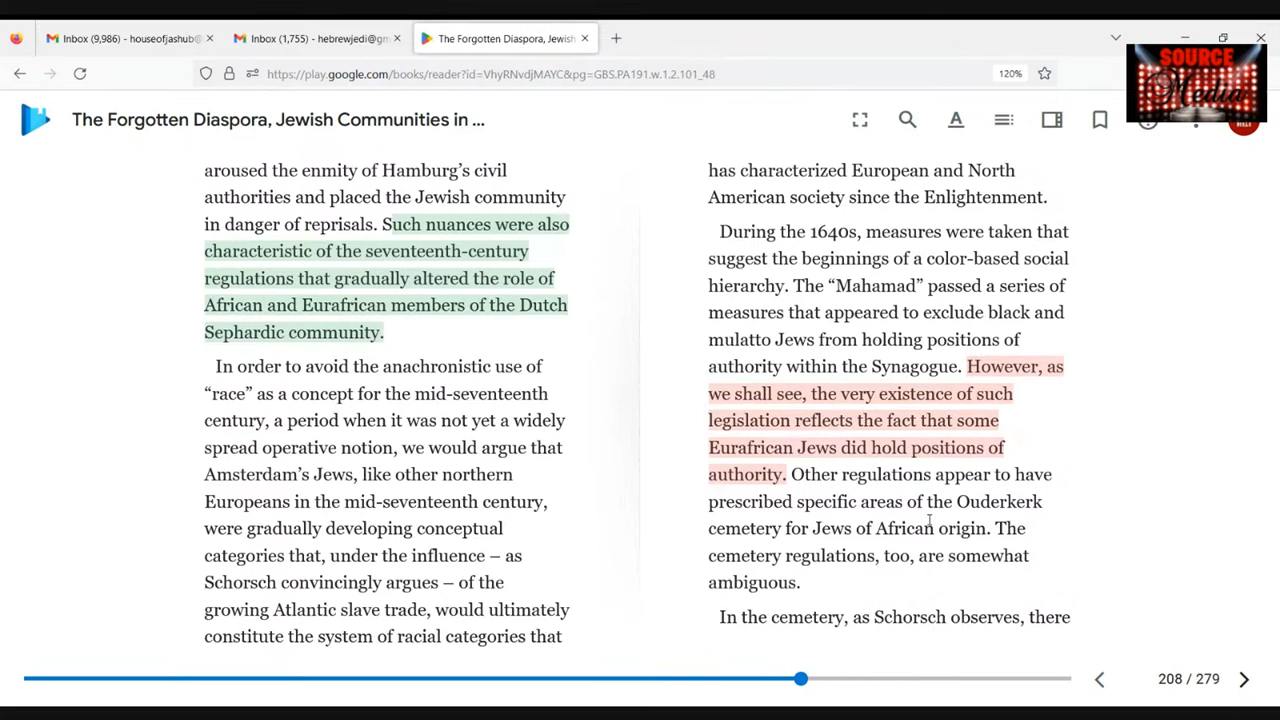 Inbox (9,986) - houseofjashub@
Inbox (1,755) - hebrewjedi@gm
The Forgotten Diaspora, Jewish
https://play.google.com/books/reader?id=VhyRNvdjMAYC&pg=GBS.PA191.w.1.2.101_48
120%
SOURCE
Media
The Forgotten Diaspora, Jewish Communities in ...
aroused the enmity of Hamburg's civil
authorities and placed the Jewish community
in danger of reprisals. Such nuances were also
characteristic of the seventeenth-century
regulations that gradually altered the role of
African and Eurafrican members of the Dutch
Sephardic community.
In order to avoid the anachronistic use of
“race” as a concept for the mid-seventeenth
century, a period when it was not yet a widely
spread operative notion, we would argue that
Amsterdam's Jews, like other northern
Europeans in the mid-seventeenth century,
were gradually developing conceptual
categories that, under the influence – as
Schorsch convincingly argues – of the
growing Atlantic slave trade, would ultimately
constitute the system of racial categories that
has characterized European and North
American society since the Enlightenment.
During the 1640s, measures were taken that
suggest the beginnings of a color-based social
hierarchy. The “Mahamad” passed a series of
measures that appeared to exclude black and
mulatto Jews from holding positions of
authority within the Synagogue. However, as
we shall see, the very existence of such
legislation reflects the fact that some
Eurafrican Jews did hold positions of
authority. Other regulations appear to have
prescribed specific areas of the Ouderkerk
cemetery for Jews of African origin. The
cemetery regulations, too, are somewhat
ambiguous.
In the cemetery, as Schorsch observes, there
208 / 279